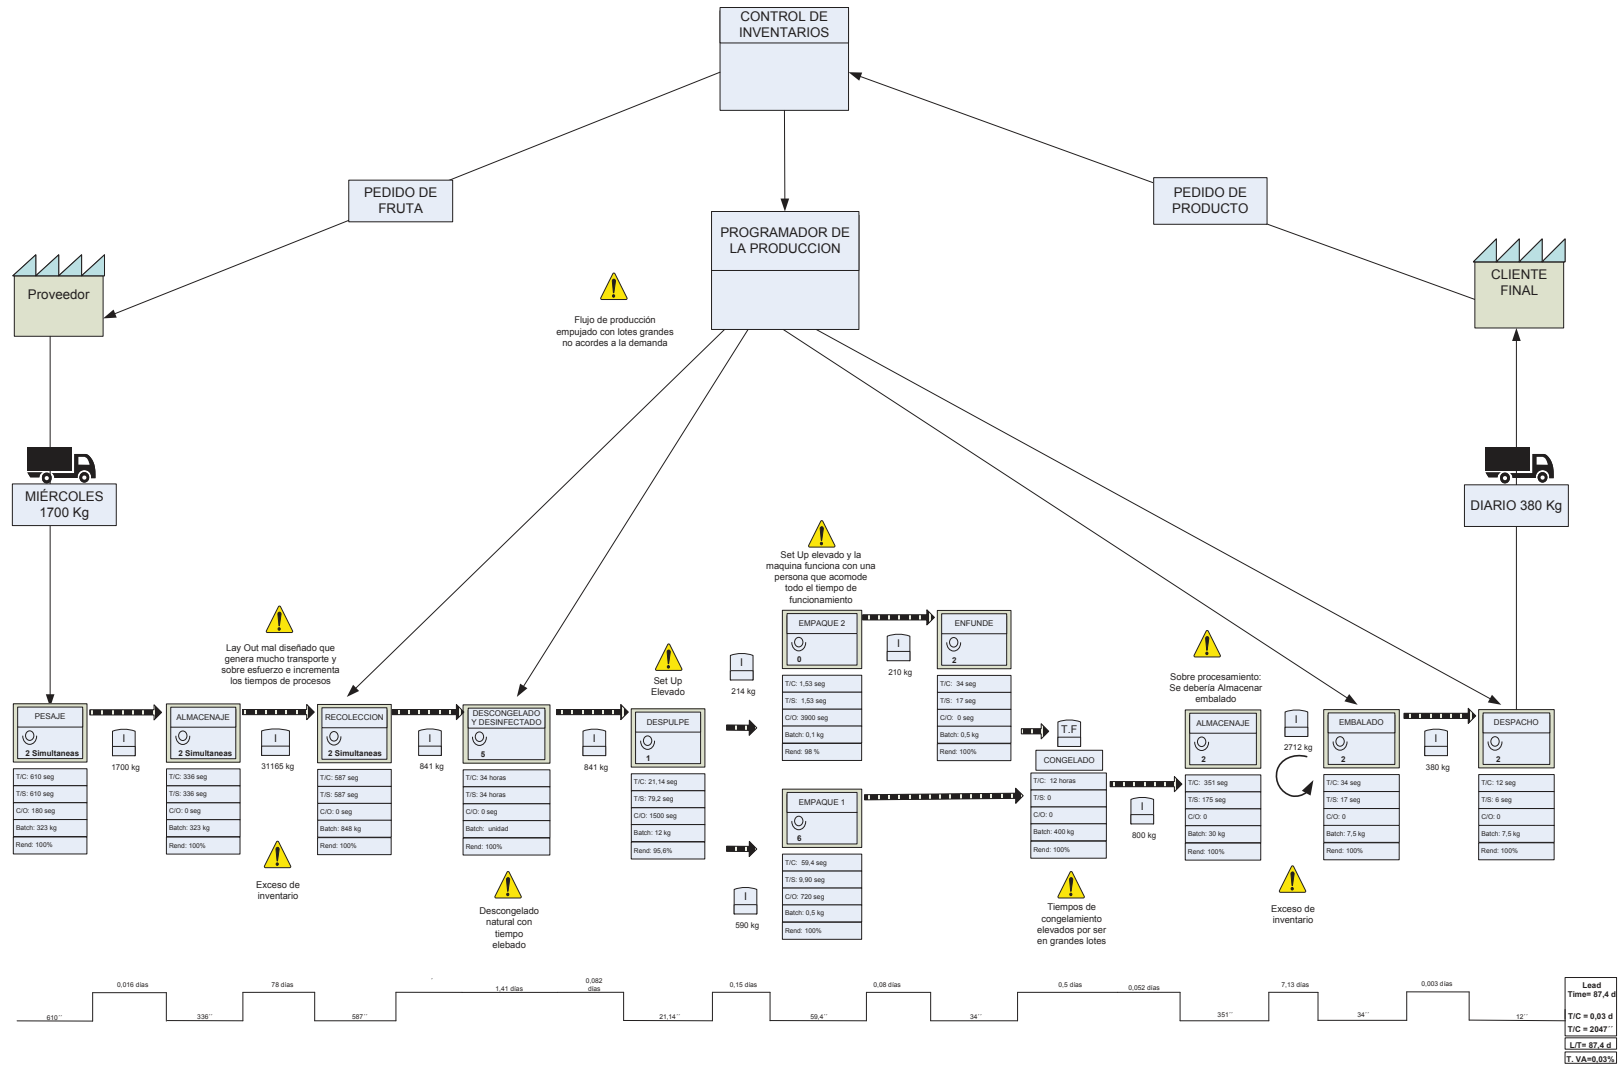 CONTROL DE
INVENTARIOS
PEDIDO DE
FRUTA
PEDIDO DE
PRODUCTO
PROGRAMADOR DE
LA PRODUCCION
Proveedor
CLIENTE
FINAL
Flujo de producción
empujado con lotes grandes
no acordes a la demanda
MIÉRCOLES
1700 Kg
DIARIO 380 Kg
Set Up elevado y la
maquina funciona con una
persona que acomode
todo el tiempo de
funcionamiento
Lay Out mal diseñado que
genera mucho transporte y
sobre esfuerzo e incrementa
los tiempos de procesos
Set Up
Elevado
Sobre procesamiento:
Se debería Almacenar
embalado
PESAJE
2 Simultaneas
T/C: 610 seg
T/S: 610 seg
C/O: 180 seg
Batch: 323 kg
Rend: 100%
I
1700 kg
ALMACENAJE
2 Simultaneas
T/C: 336 seg
T/S: 336 seg
C/O: 0 seg
Batch: 323 kg
Rend: 100%
I
31165 kg
Exceso de
inventario
RECOLECCION
2 Simultaneas
T/C: 587 seg
T/S: 587 seg
C/O: 0 seg
Batch: 848 kg
Rend: 100%
I
841 kg
DESCONGELADO
Y DESINFECTADO
5
T/C: 34 horas
T/S: 34 horas
C/O: 0 seg
Batch: unidad
Rend: 100%
Descongelado
natural con
tiempo
elebado
I
841 kg
DESPULPE
1
T/C: 21,14 seg
T/S: 79,2 seg
C/O: 1500 seg
Batch: 12 kg
Rend: 95,6%
I
214 kg
I
590 kg
EMPAQUE 2
0
T/C: 1,53 seg
T/S: 1,53 seg
C/O: 3900 seg
Batch: 0,1 kg
Rend: 98 %
I
210 kg
ENFUNDE
2
T/C: 34 seg
T/S: 17 seg
C/O: 0 seg
Batch: 0,5 kg
Rend: 100%
EMPAQUE 1
6
T/C: 59,4 seg
T/S: 9,90 seg
C/O: 720 seg
Batch: 0,5 kg
Rend: 100%
T.F
CONGELADO
T/C: 12 horas
T/S: 0
C/O: 0
Batch: 400 kg
Rend: 100%
Tiempos de
congelamiento
elevados por ser
en grandes lotes
I
800 kg
ALMACENAJE
2
T/C: 351 seg
T/S: 175 seg
C/O: 0
Batch: 30 kg
Rend: 100%
I
2712 kg
Exceso de
inventario
EMBALADO
2
T/C: 34 seg
T/S: 17 seg
C/O: 0
Batch: 7,5 kg
Rend: 100%
I
380 kg
DESPACHO
2
T/C: 12 seg
T/S: 6 seg
C/O: 0
Batch: 7,5 kg
Rend: 100%
610´´
0,016 días
336´´
78 días
587´´
1,41 días
0,082
días
21,14´´
0,15 días
59,4´´
0,08 días
34´´
0,5 días
0,052 días
351´´
7,13 días
34´´
0,003 días
12´´
Lead
Time= 87,4 d
T/C = 0,03 d
T/C = 2047´´
L/T= 87,4 d
T. VA=0,03%